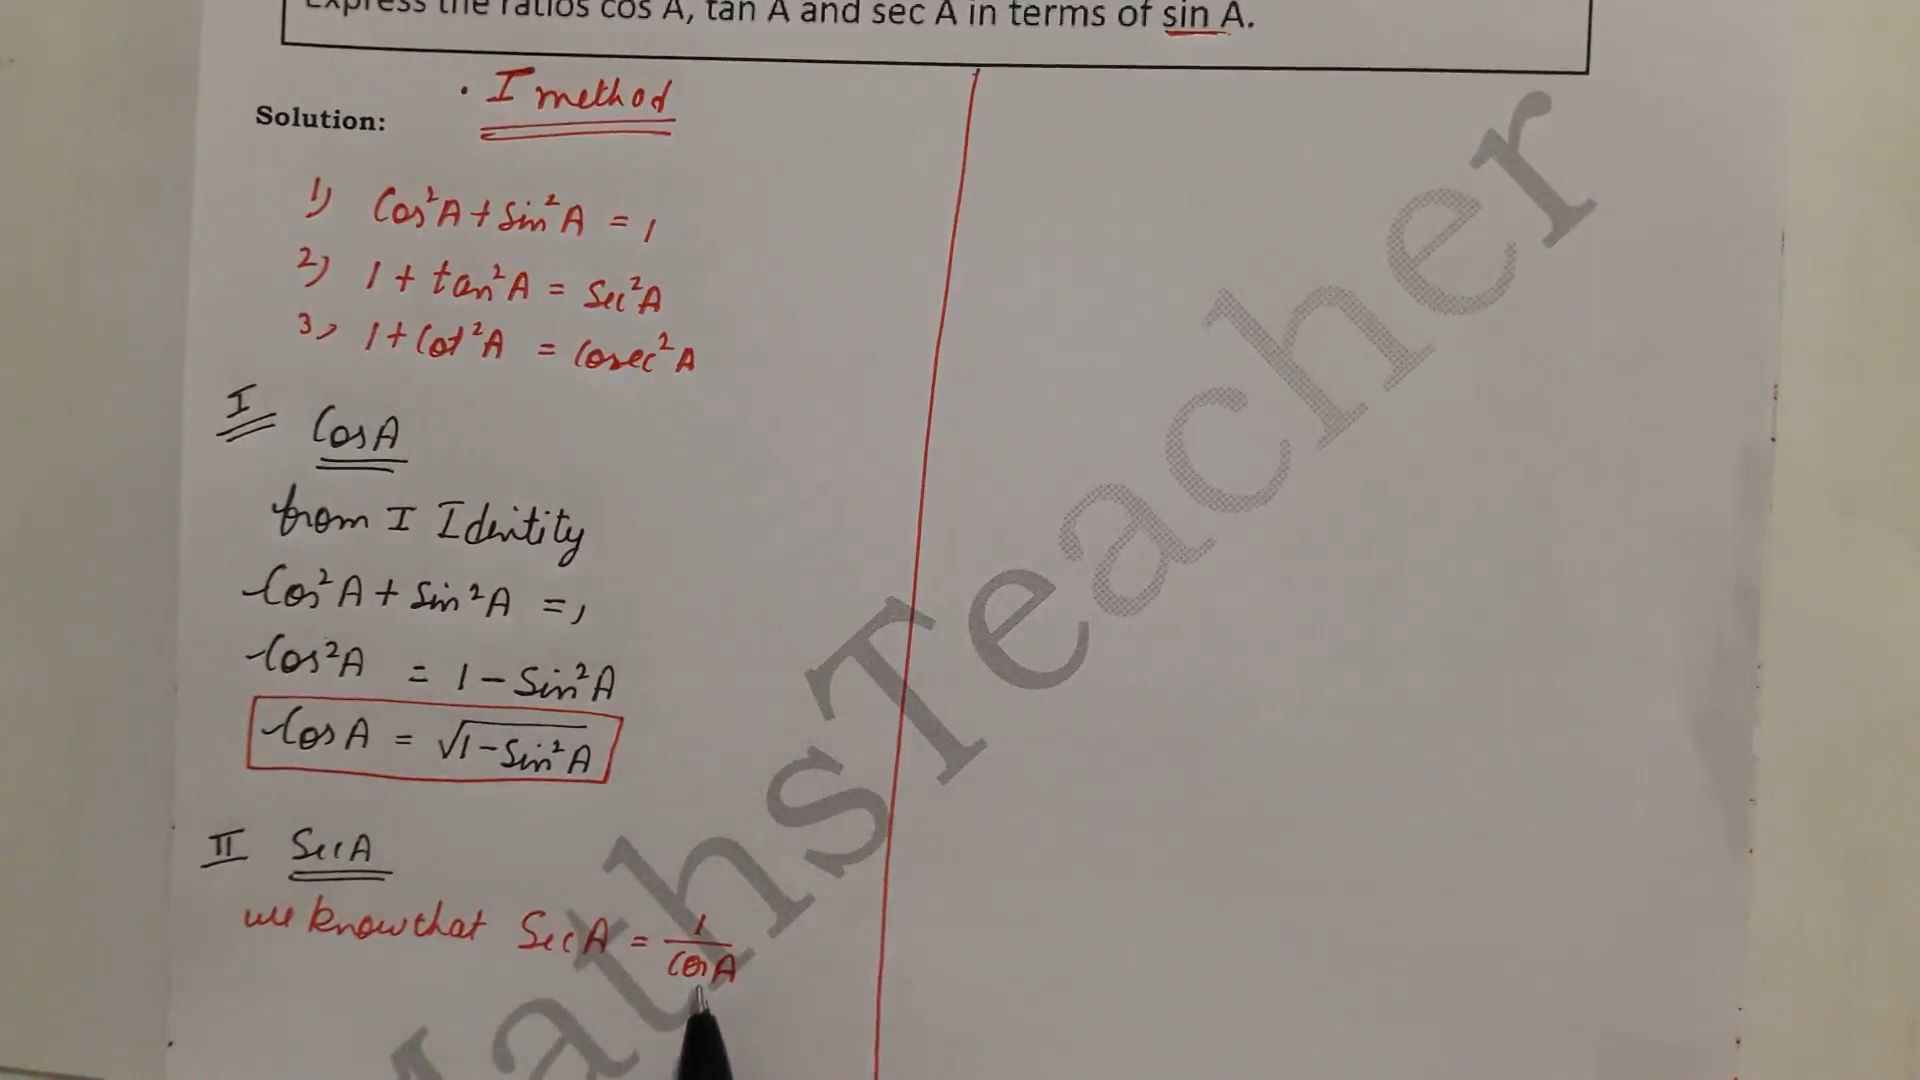 Express the ratios cos A, tan A and sec A in terms of sin A.
Solution:
· I method
1) Cos²A + Sin²A = 1
2) 1 + tan²A = Sec²A
3) 1 + Cot²A = Cosec²A
I CosA
from I Identity
Cos²A + Sin²A = 1
Cos²A = 1 - Sin²A
CosA = √1-Sin²A
II SecA
we know that SecA = 1/CosA
MathsTeacher